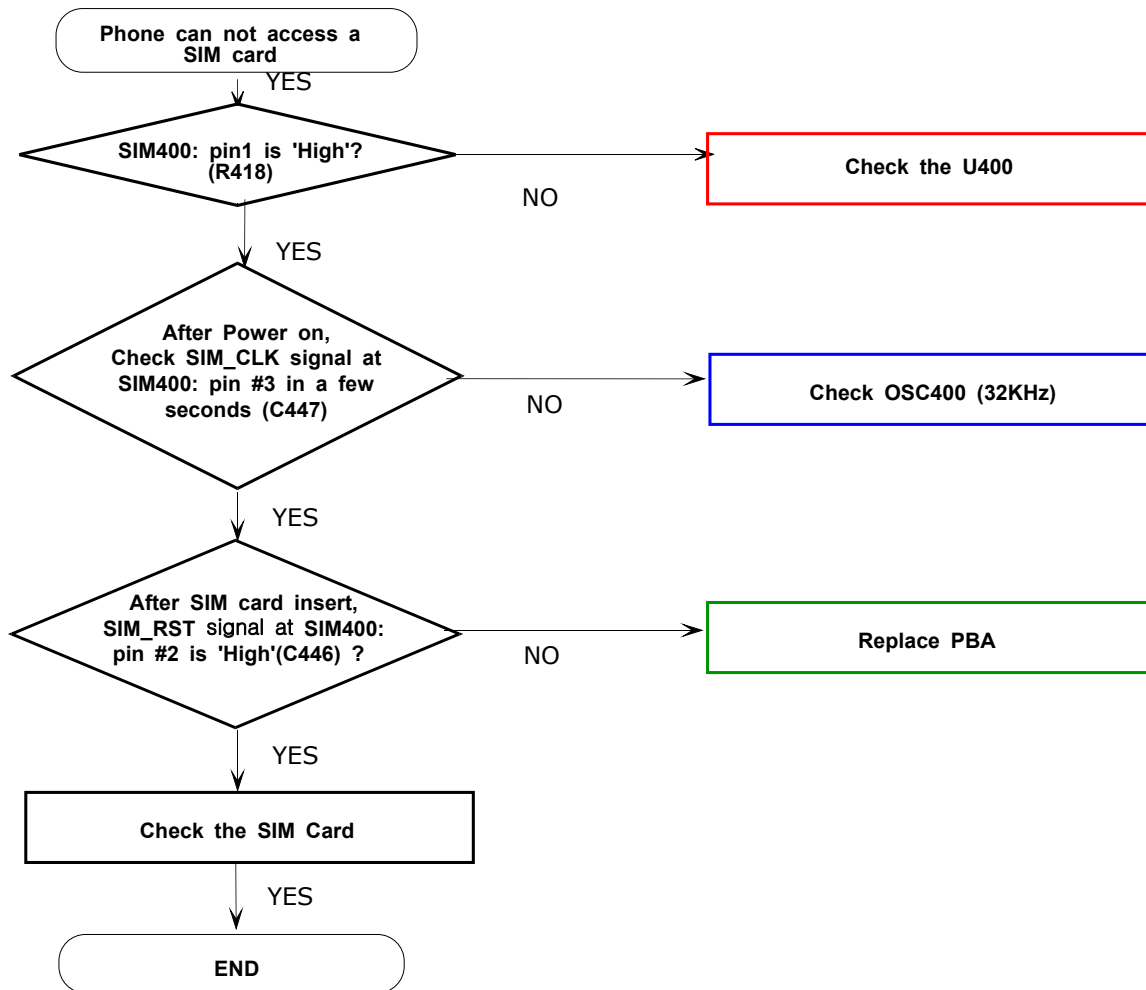 Phone can not access a
SIM card
YES
SIM400: pin1 is 'High'?
(R418)
NO
Check the U400
YES
After Power on,
Check SIM_CLK signal at
SIM400: pin #3 in a few
seconds (C447)
NO
Check OSC400 (32KHz)
YES
After SIM card insert,
SIM_RST signal at SIM400:
pin #2 is 'High'(C446) ?
NO
Replace PBA
YES
Check the SIM Card
YES
END